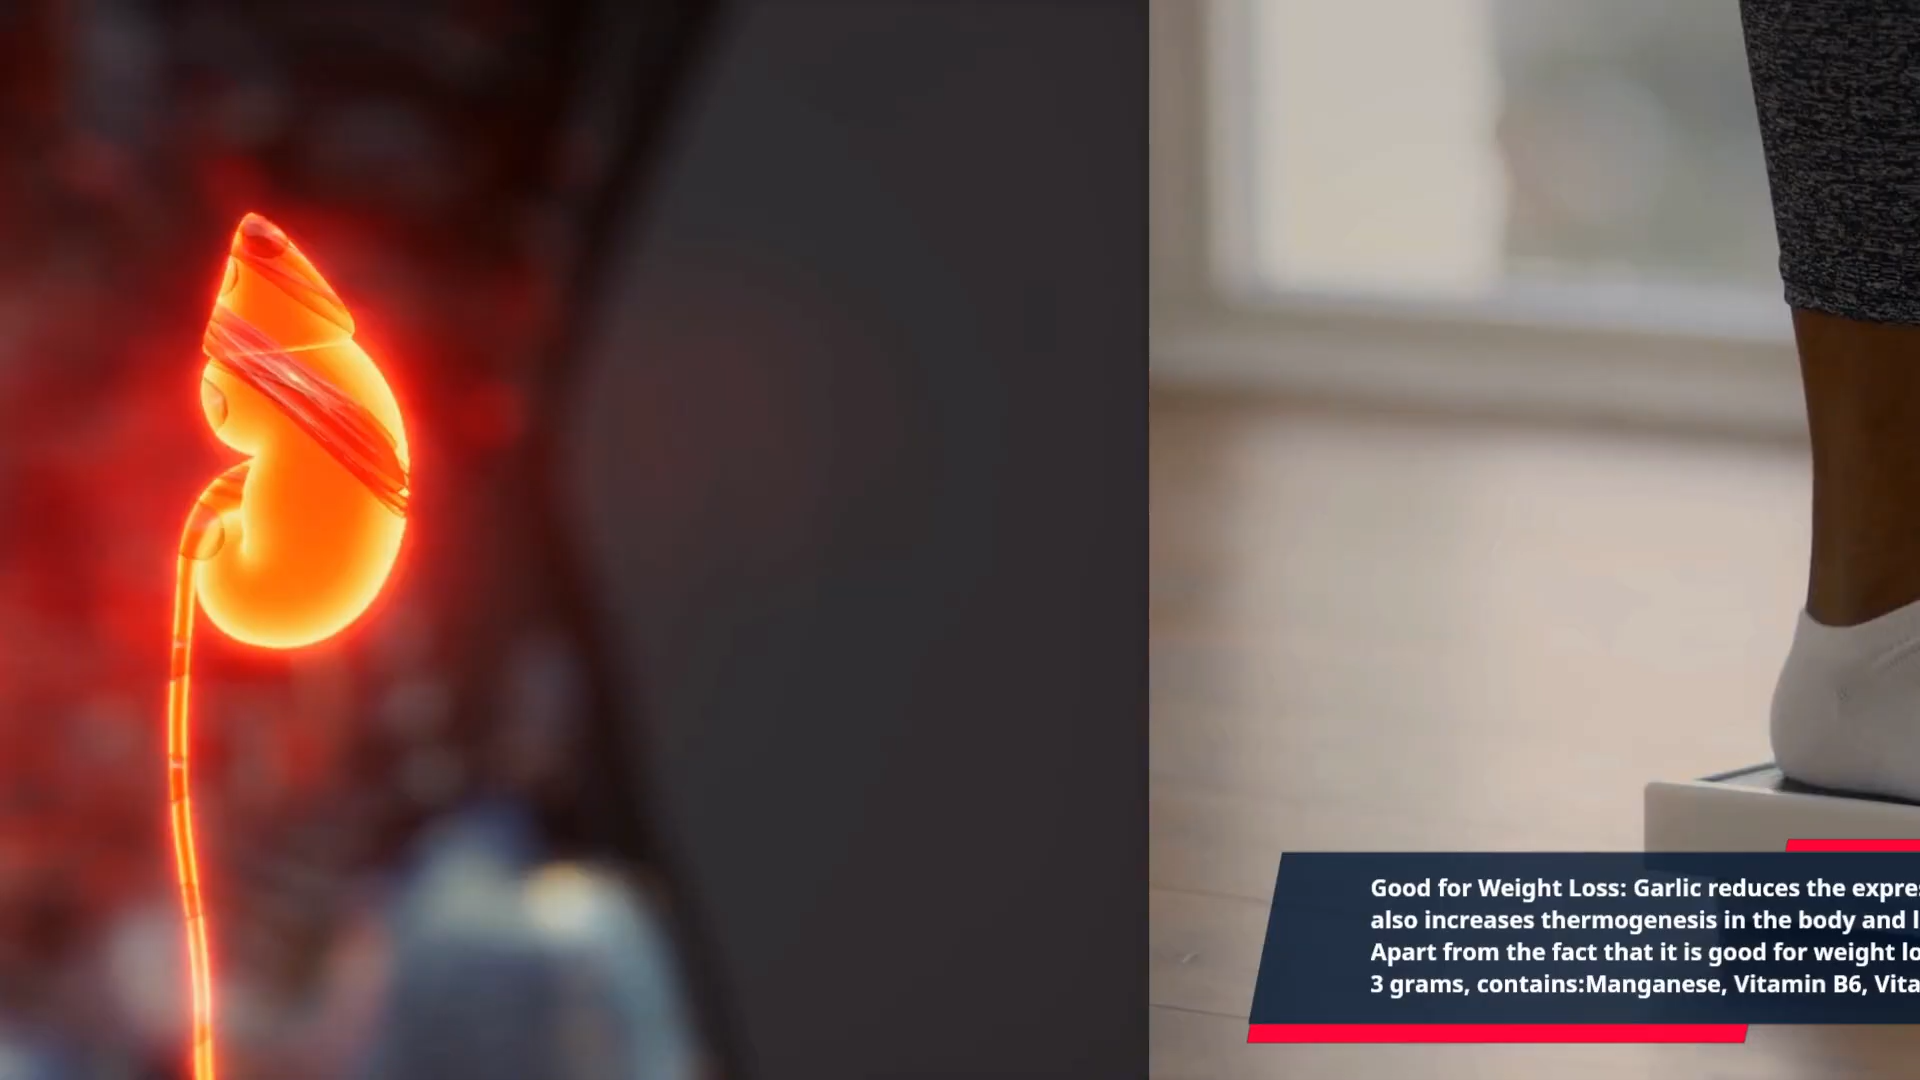 Good for Weight Loss: Garlic reduces the
also increases thermogenesis in the body and
Apart from the fact that it is good for weight
3 grams, contains:Manganese, Vitamin B6,